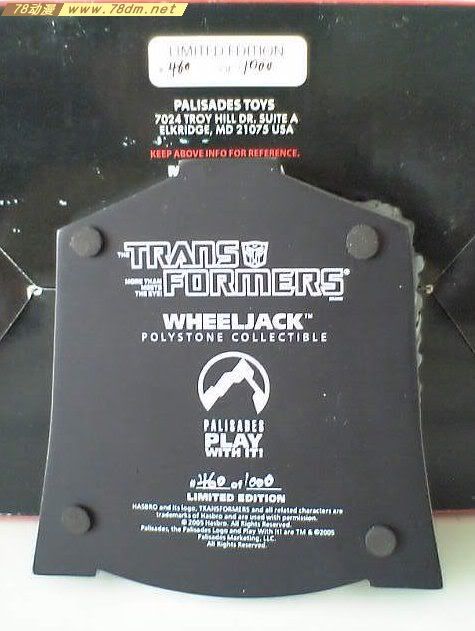 78动漫 www.78dm.net
LIMITED EDITION
#460 of 1000
PALISADES TOYS
7024 TROY HILL DR, SUITE A
ELKRIDGE, MD 21075 USA
KEEP ABOVE INFO FOR REFERENCE.
THE TRANSFORMERS
MORE THAN
MEETS
THE EYE!
WHEELJACK™
POLYSTONE COLLECTIBLE
PALISADES
PLAY
WITH IT!
#460 of 1000
LIMITED EDITION
HASBRO and its logo, TRANSFORMERS and all related characters are
trademarks of Hasbro and are used with permission.
© 2005 Hasbro. All Rights Reserved.
Palisades, the Palisades Logo and Play With It! are TM & ©2005
Palisades Marketing, LLC.
All Rights Reserved.